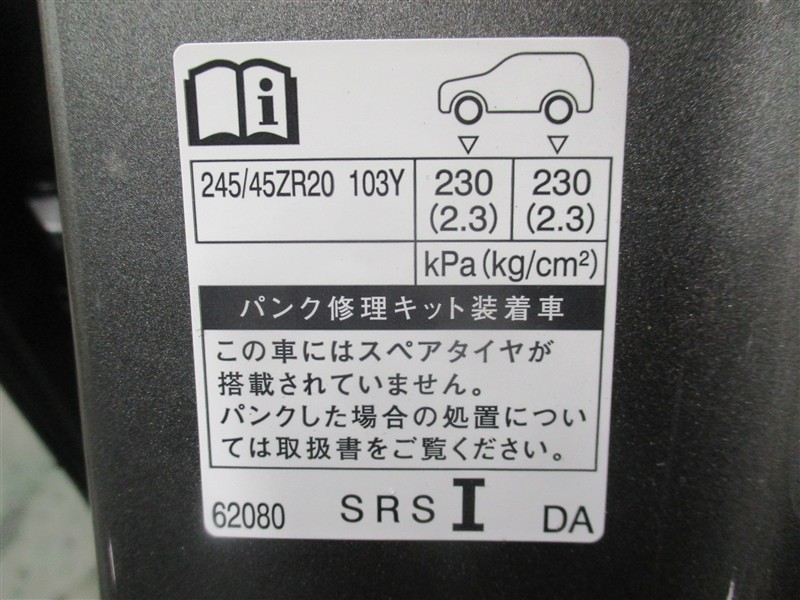 i
245/45ZR20 103Y 230 230
(2.3) (2.3)
kPa(kg/cm²)
パンク修理キット装着車
この車にはスペアタイヤが
搭載されていません。
パンクした場合の処置につい
ては取扱書をご覧ください。
62080 SRS I DA